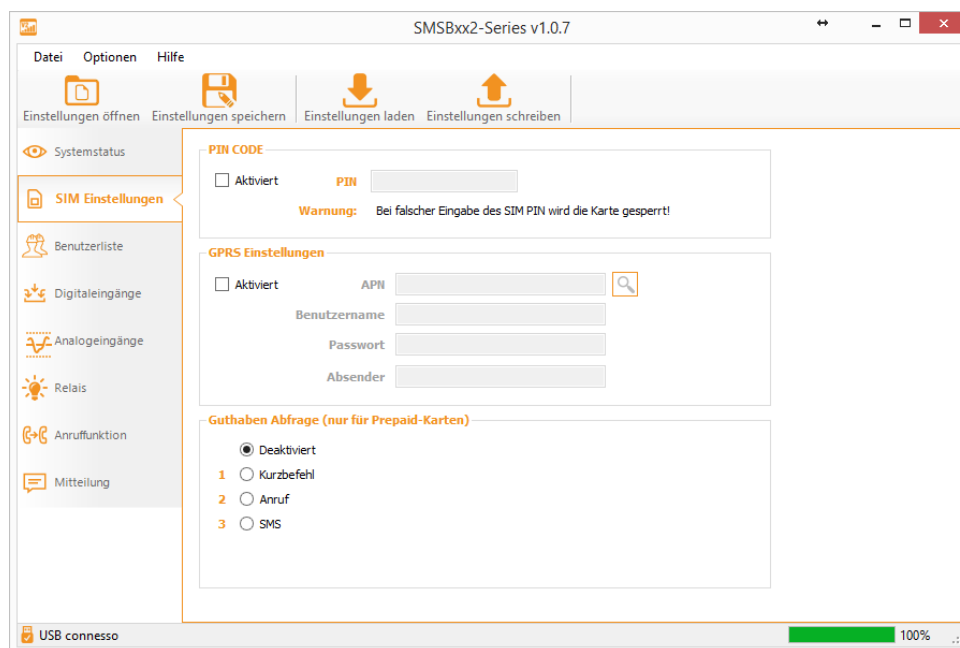 SMSBxx2-Series v1.0.7
Datei Optionen Hilfe
Einstellungen öffnen Einstellungen speichern Einstellungen laden Einstellungen schreiben
Systemstatus
SIM Einstellungen
Benutzerliste
Digitaleingänge
Analogeingänge
Relais
Anruffunktion
Mitteilung
PIN CODE
Aktiviert PIN
Warnung: Bei falscher Eingabe des SIM PIN wird die Karte gesperrt!
GPRS Einstellungen
Aktiviert APN
Benutzername
Passwort
Absender
Guthaben Abfrage (nur für Prepaid-Karten)
Deaktiviert
1 Kurzbefehl
2 Anruf
3 SMS
USB connesso 100%